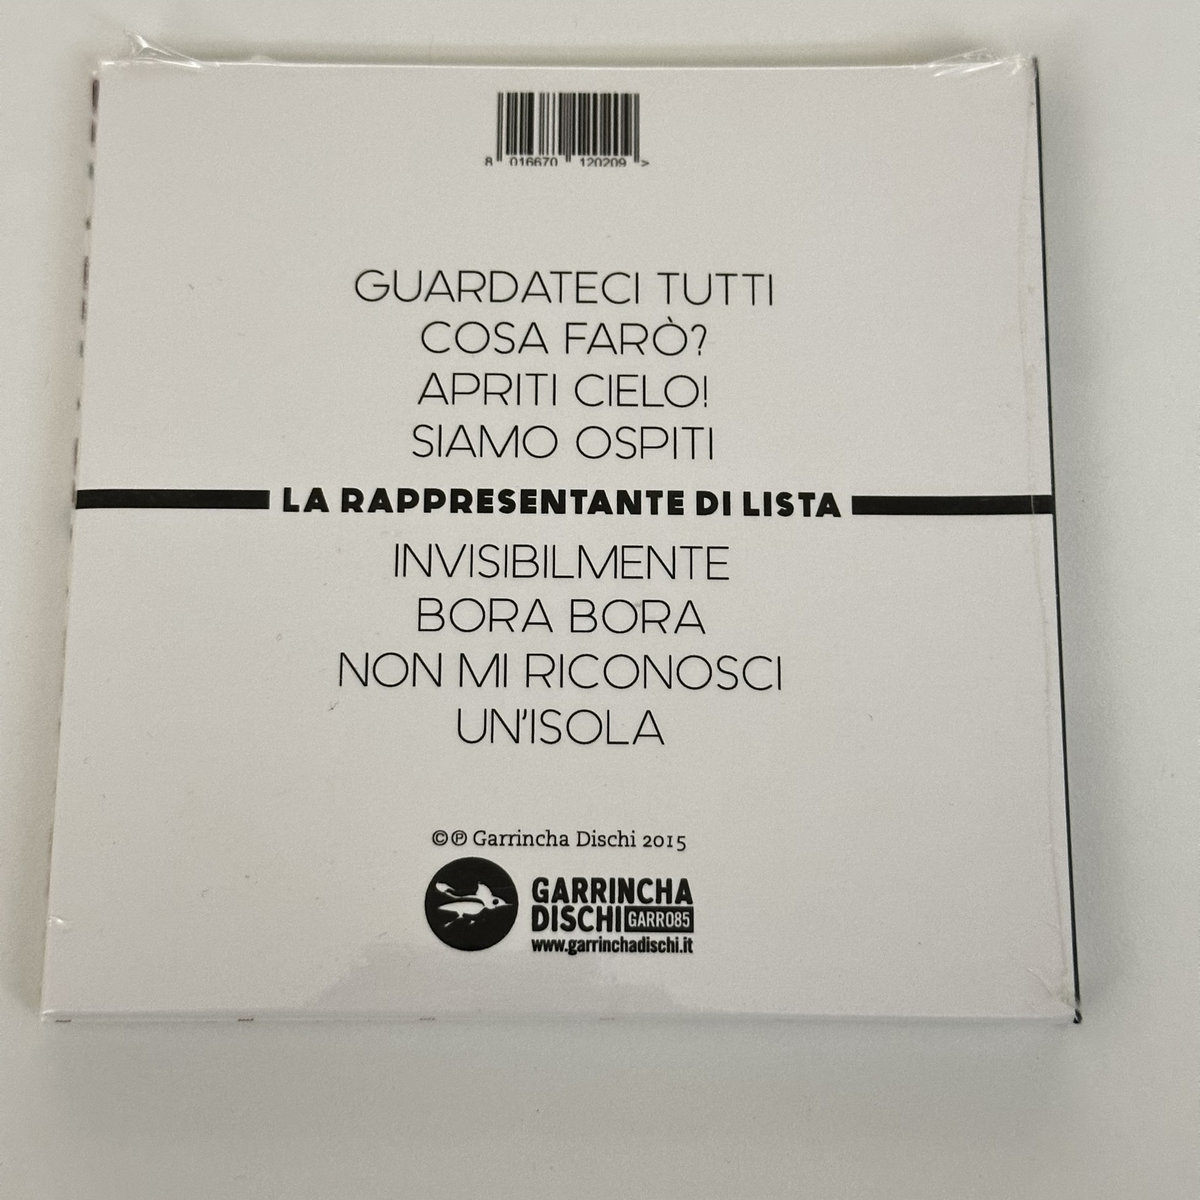 8 016670 120209 >
GUARDATECI TUTTI
COSA FARÒ?
APRITI CIELO!
SIAMO OSPITI
LA RAPPRESENTANTE DI LISTA
INVISIBILMENTE
BORA BORA
NON MI RICONOSCI
UN'ISOLA
©℗ Garrincha Dischi 2015
GARRINCHA
DISCHI GARR085
www.garrinchadischi.it